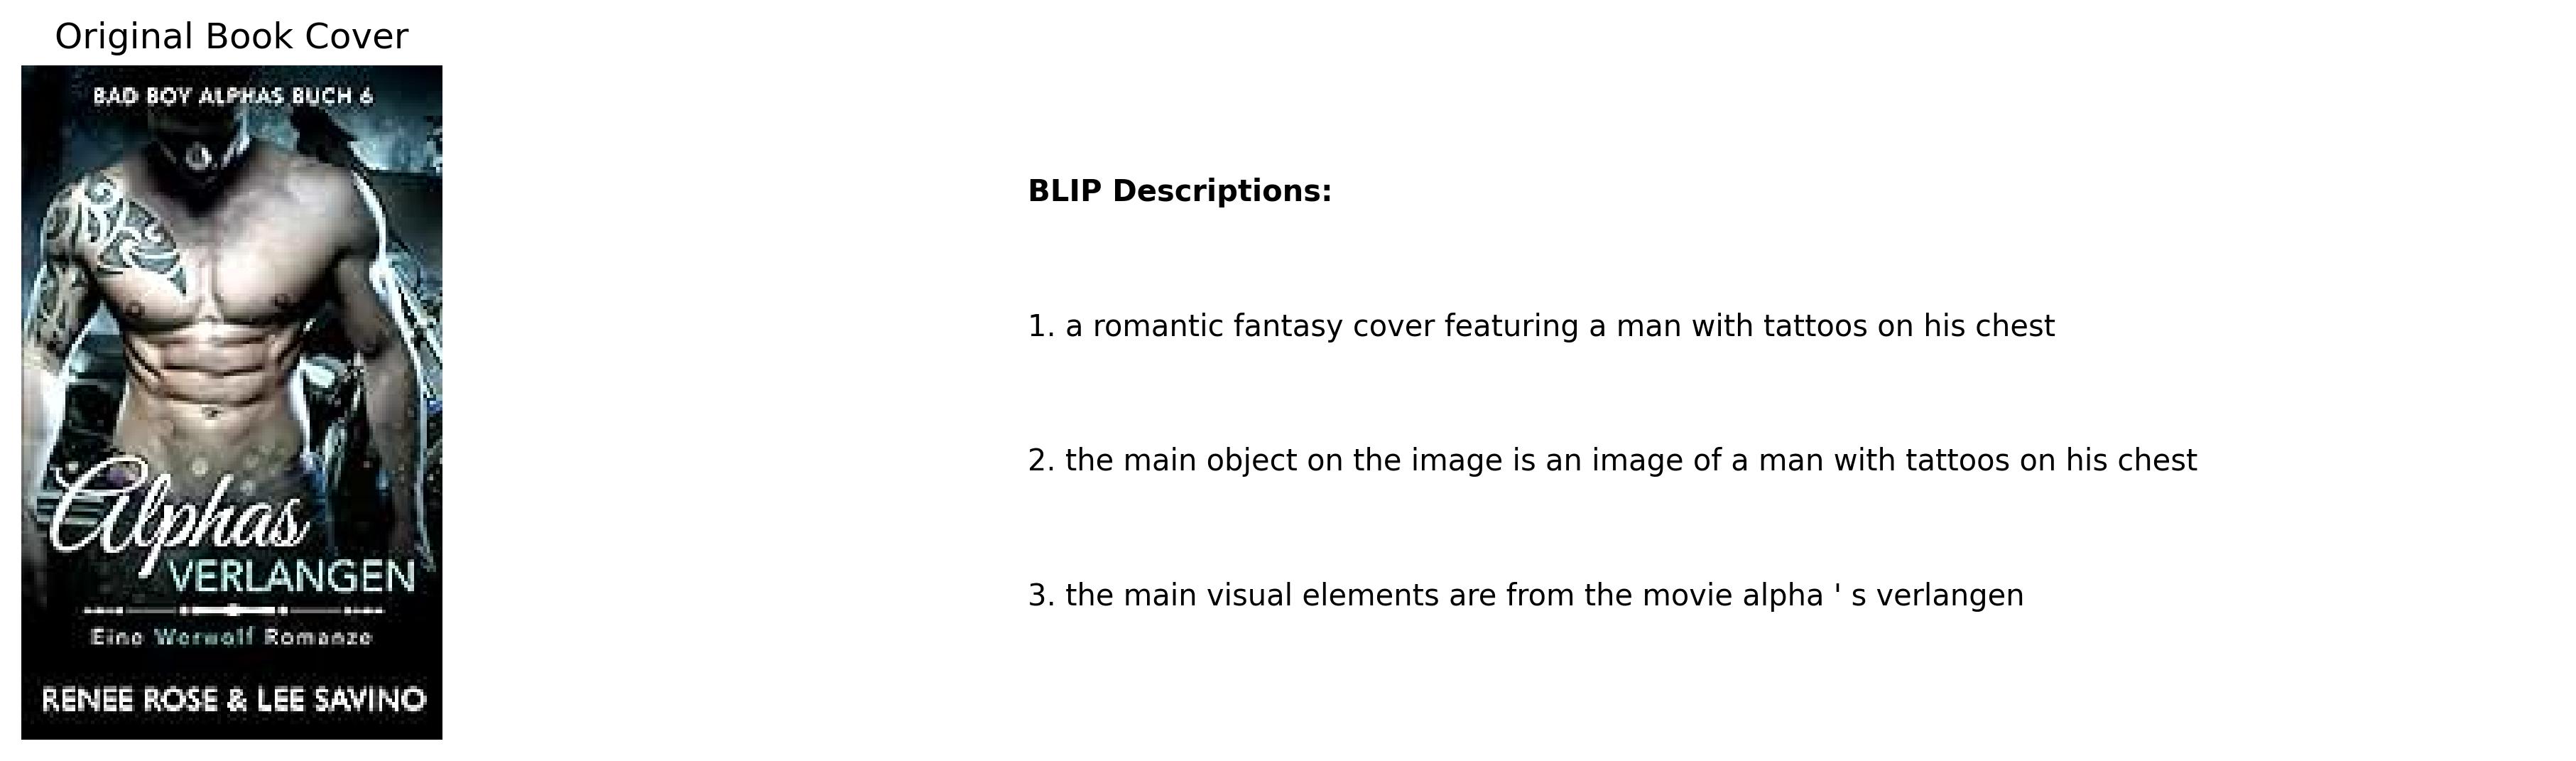 Original Book Cover
BAD BOY ALPHAS BUCH 6
Alphas
VERLANGEN
Eine Werwolf Romanze
RENEE ROSE & LEE SAVINO
BLIP Descriptions:
1. a romantic fantasy cover featuring a man with tattoos on his chest
2. the main object on the image is an image of a man with tattoos on his chest
3. the main visual elements are from the movie alpha ' s verlangen